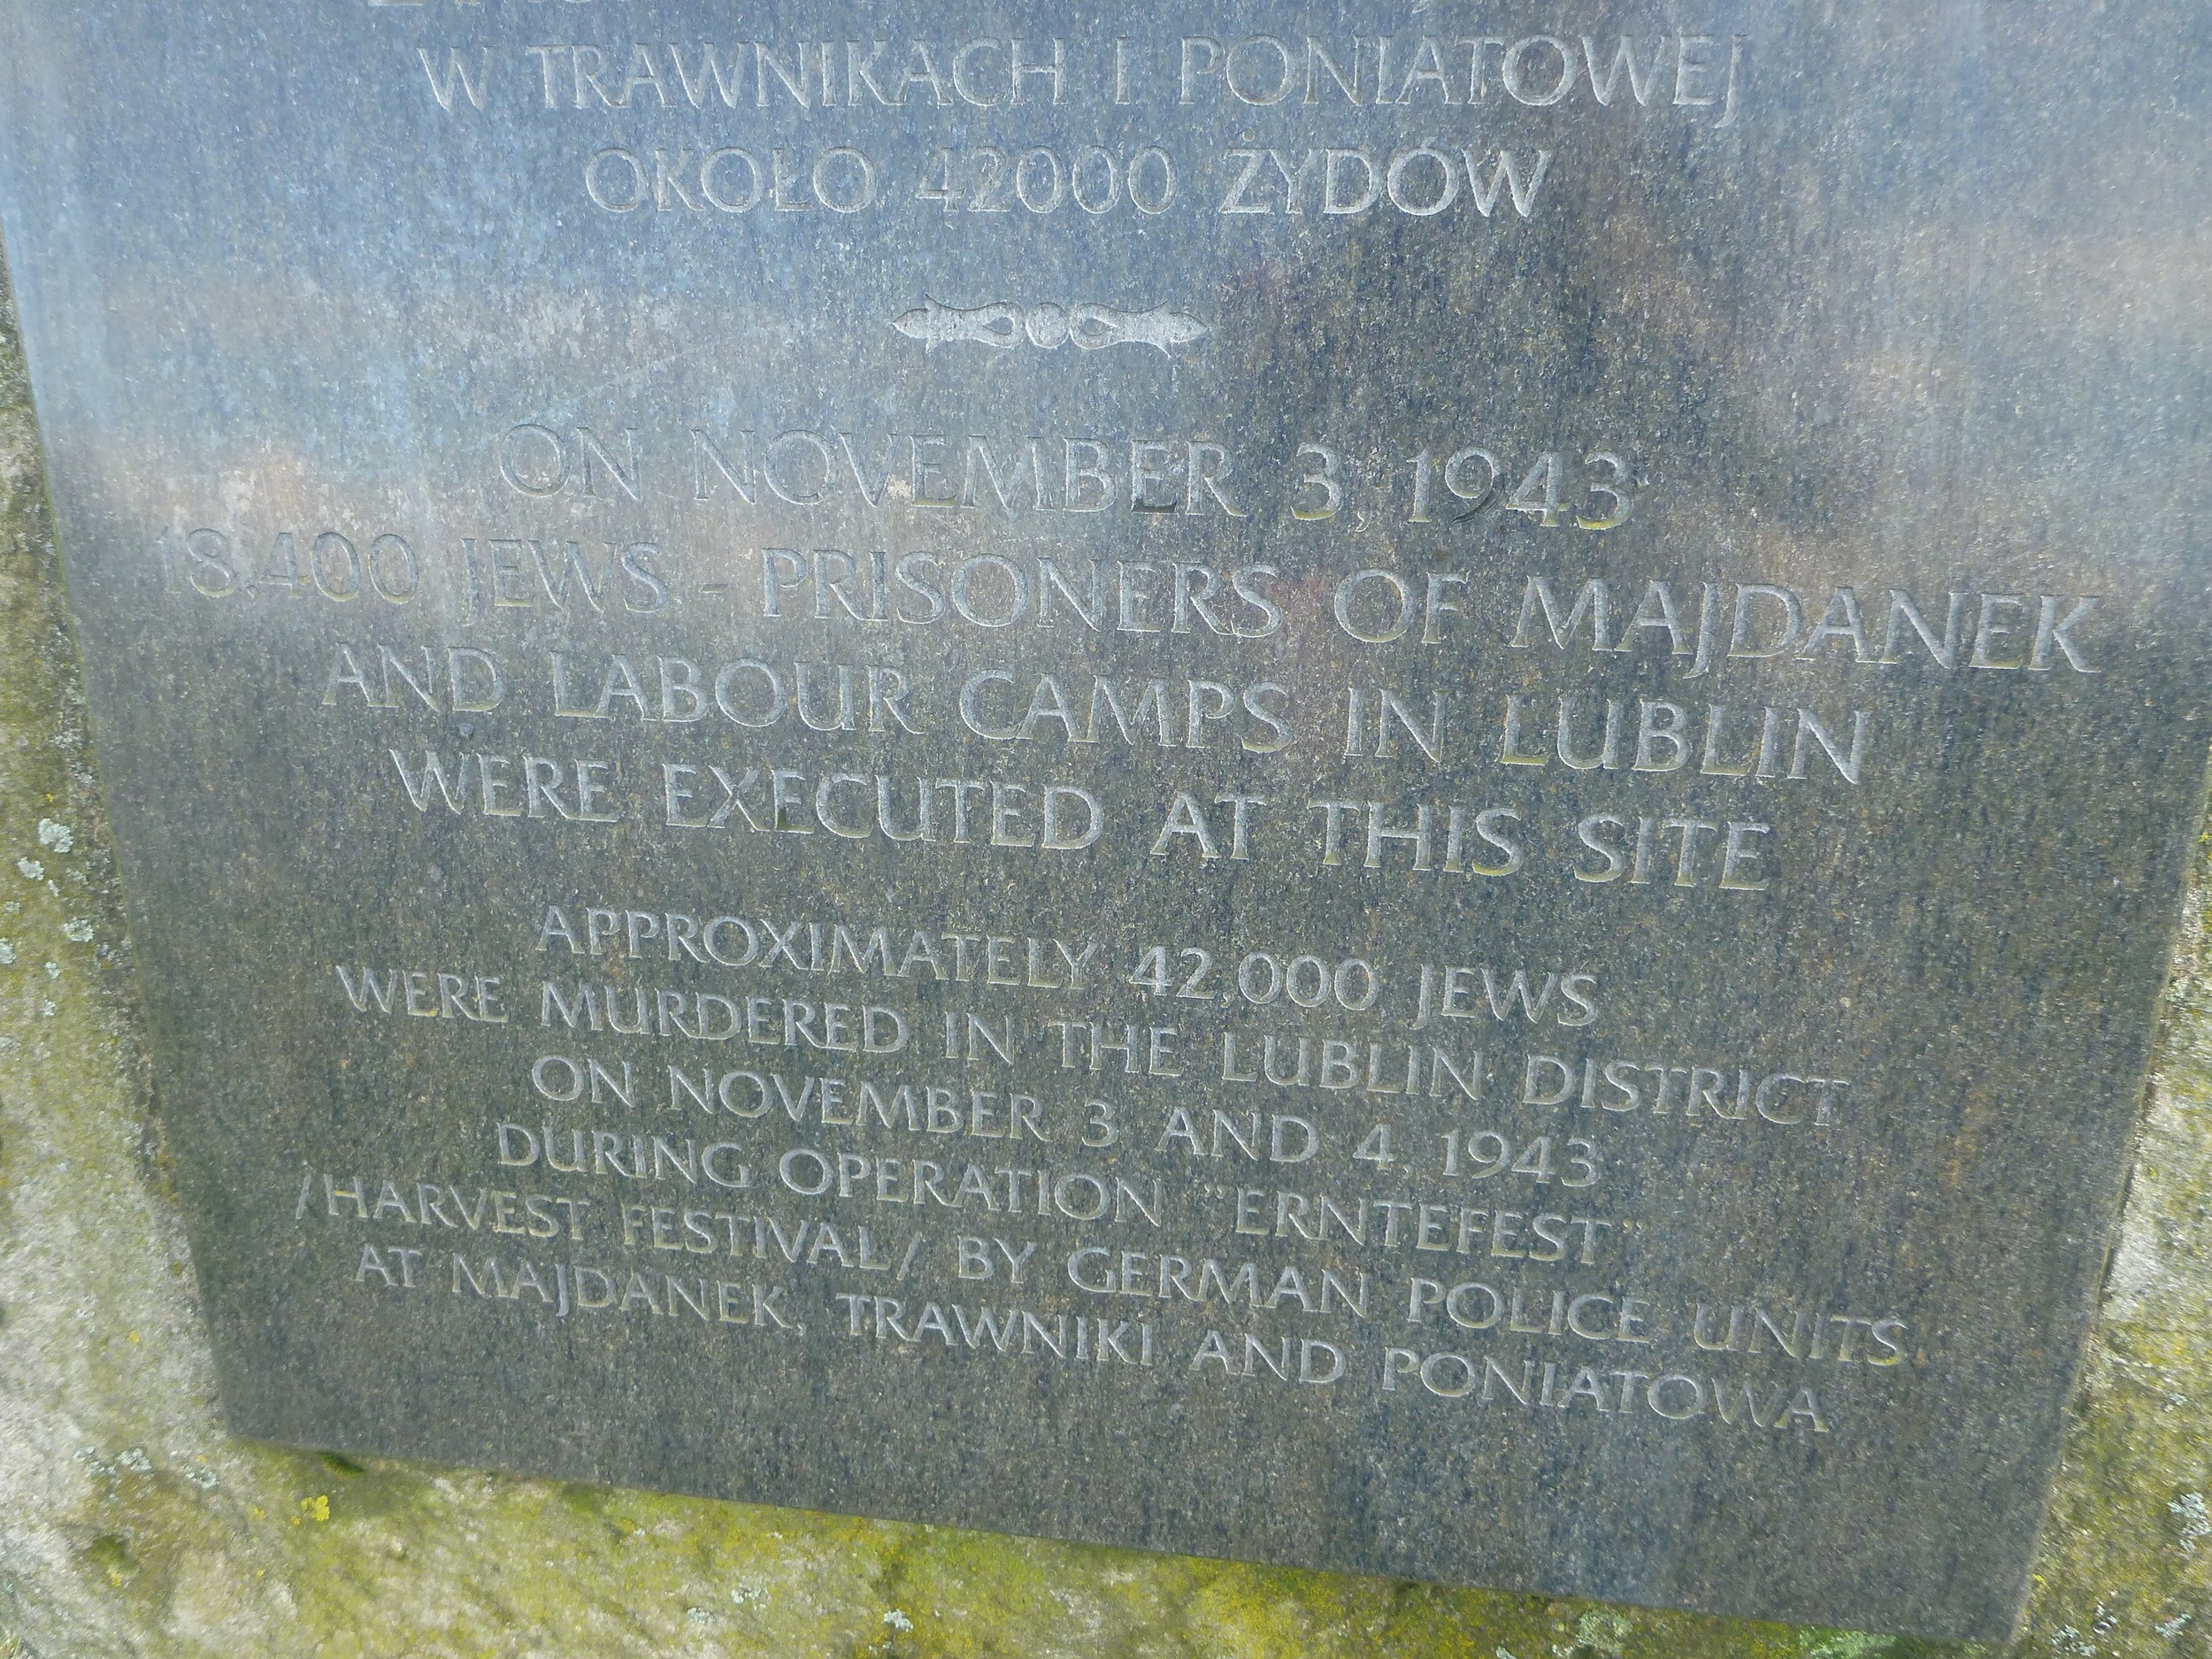 W TRAWNIKACH I PONIATOWEJ
OKOŁO 42000 ŻYDÓW
ON NOVEMBER 3, 1943
18,400 JEWS - PRISONERS OF MAJDANEK
AND LABOUR CAMPS IN LUBLIN
WERE EXECUTED AT THIS SITE
APPROXIMATELY 42,000 JEWS
WERE MURDERED IN THE LUBLIN DISTRICT
ON NOVEMBER 3 AND 4, 1943
DURING OPERATION "ERNTEFEST"
/HARVEST FESTIVAL/ BY GERMAN POLICE UNITS
AT MAJDANEK, TRAWNIKI AND PONIATOWA